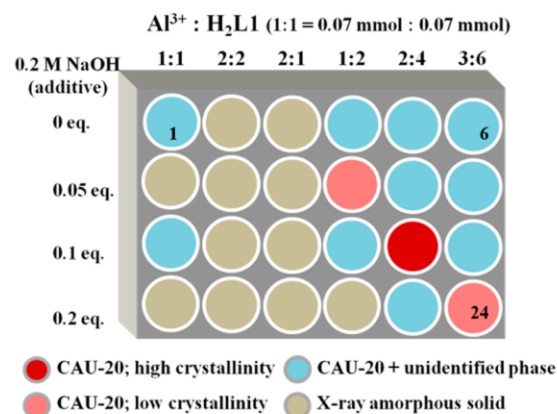 Al³⁺ : H₂L1 (1:1 = 0.07 mmol : 0.07 mmol)
0.2 M NaOH 1:1 2:2 2:1 1:2 2:4 3:6
(additive)
0 eq. 1 6
0.05 eq.
0.1 eq.
0.2 eq. 24
CAU-20; high crystallinity CAU-20 + unidentified phase
CAU-20; low crystallinity X-ray amorphous solid